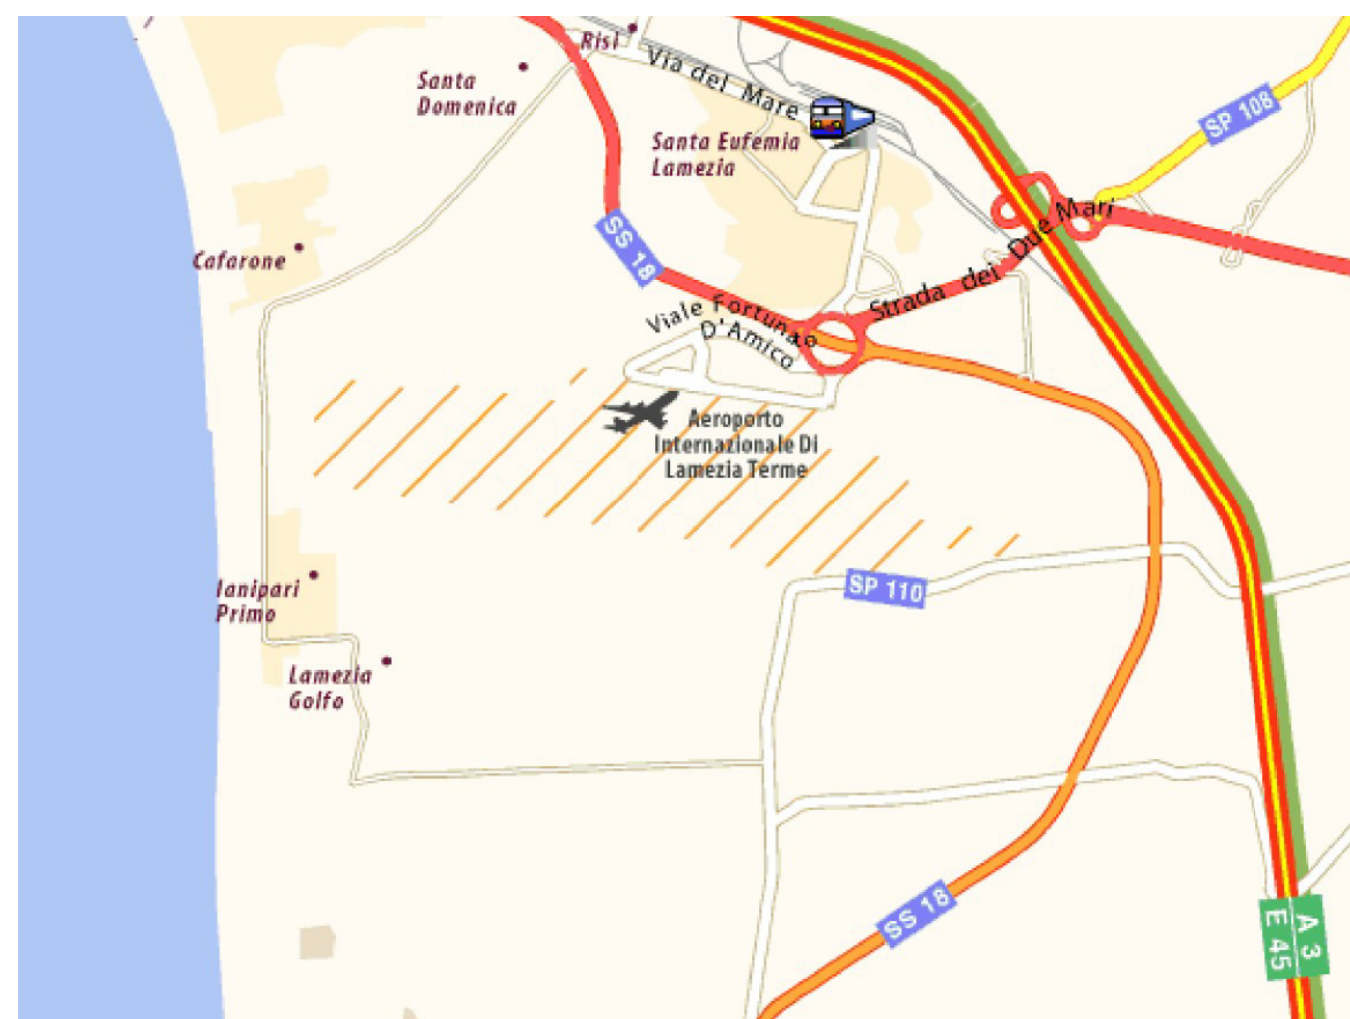 Risi
Via del Mare
Santa
Domenica
SP 108
Santa Eufemia
Lamezia
Strada dei Due Mari
SS 18
Cafarone
Viale Fortunato
D'Amico
Aeroporto
Internazionale Di
Lamezia Terme
SP 110
Ianipari
Primo
Lamezia
Golfo
SS 18
A 3
E 45